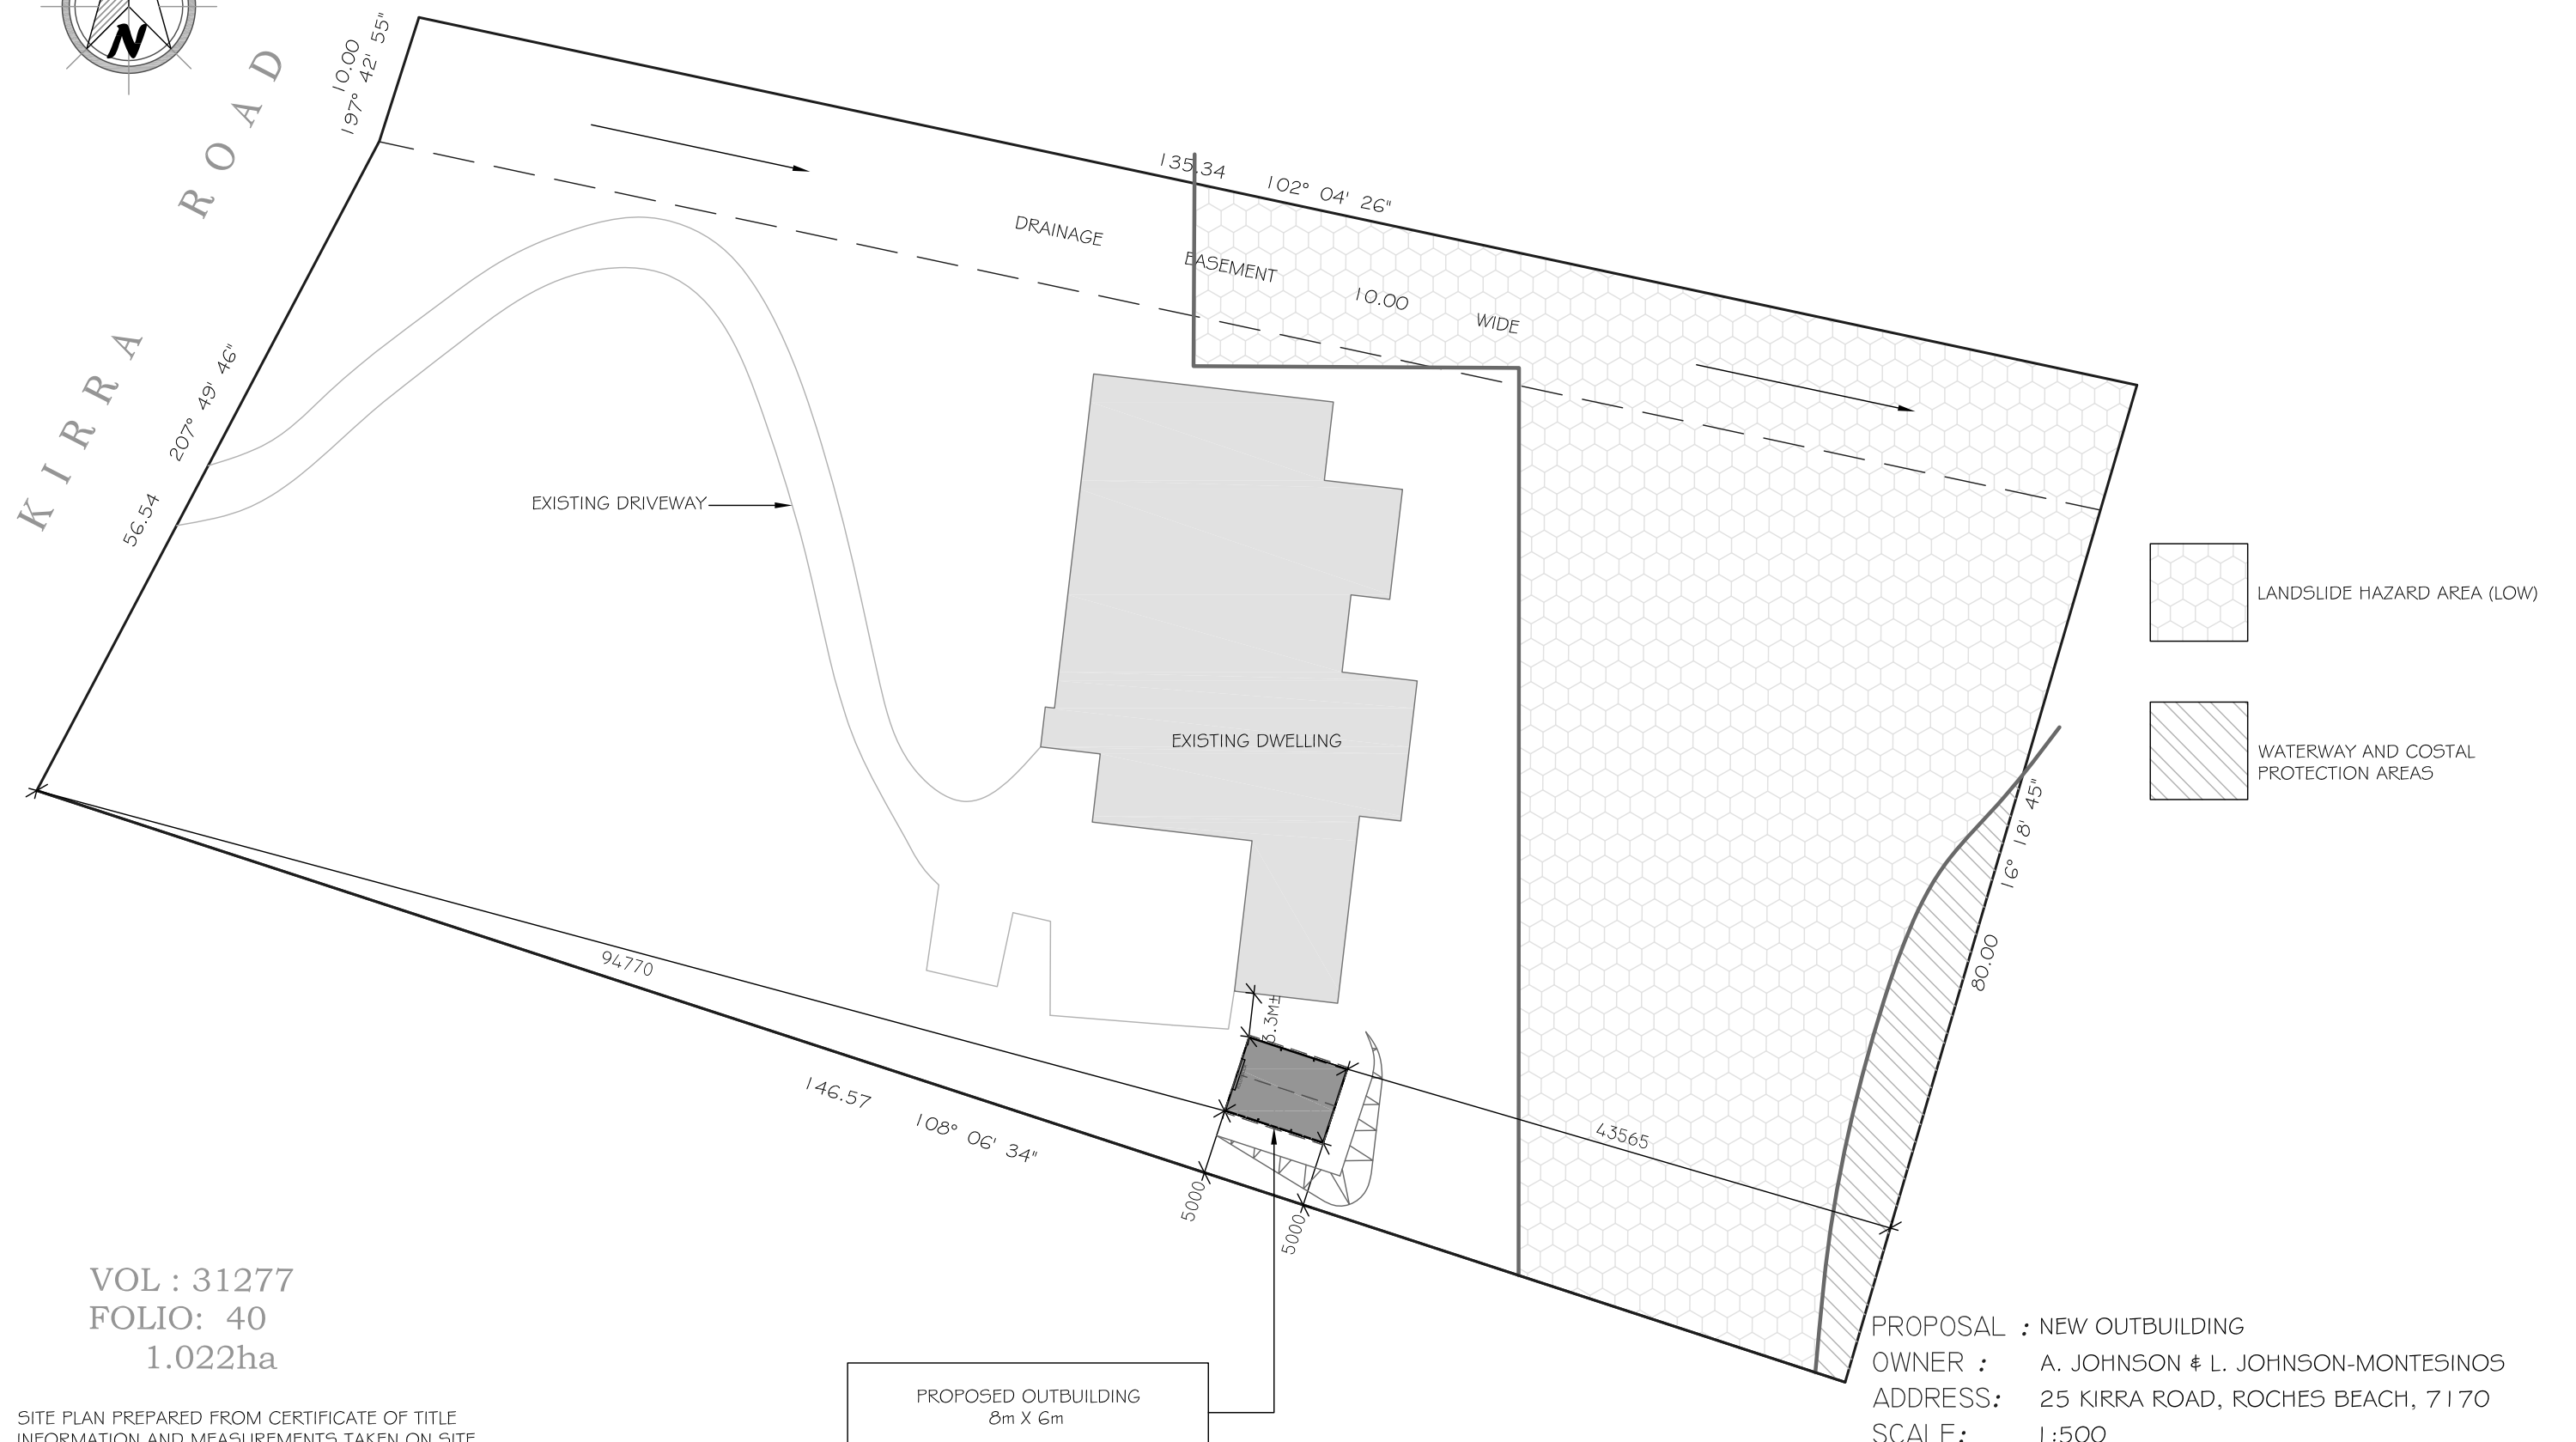 N
10.00
197° 42' 55"
KIRRA ROAD
135.34
102° 04' 26"
DRAINAGE
EASEMENT
10.00
WIDE
207° 49' 46"
56.54
EXISTING DRIVEWAY
LANDSLIDE HAZARD AREA (LOW)
EXISTING DWELLING
WATERWAY AND COSTAL
PROTECTION AREAS
16° 18' 45"
80.00
94770
3.3M±
146.57
108° 06' 34"
43565
5000
5000
VOL : 31277
FOLIO: 40
1.022ha
SITE PLAN PREPARED FROM CERTIFICATE OF TITLE
INFORMATION AND MEASUREMENTS TAKEN ON SITE
PROPOSED OUTBUILDING
8m X 6m
PROPOSAL : NEW OUTBUILDING
OWNER : A. JOHNSON & L. JOHNSON-MONTESINOS
ADDRESS: 25 KIRRA ROAD, ROCHES BEACH, 7170
SCALE: 1:500